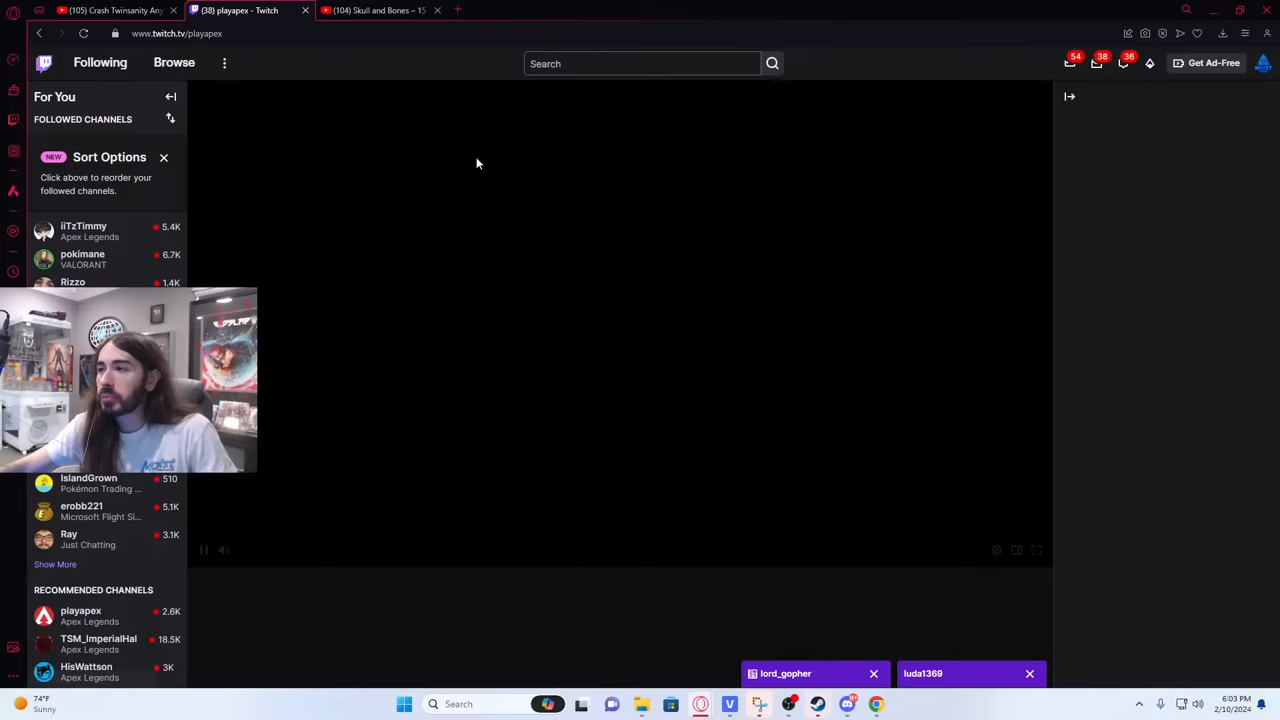 (105) Crash Twinsanity Any
(38) playapex - Twitch
(104) Skull and Bones – 15
www.twitch.tv/playapex
Following
Browse
Search
54
38
36
Get Ad-Free
For You
FOLLOWED CHANNELS
NEW Sort Options
Click above to reorder your
followed channels.
iiTzTimmy 5.4K
Apex Legends
pokimane 6.7K
VALORANT
Rizzo 1.4K
IslandGrown 510
Pokémon Trading ...
erobb221 5.1K
Microsoft Flight Si...
Ray 3.1K
Just Chatting
Show More
RECOMMENDED CHANNELS
playapex 2.6K
Apex Legends
TSM_ImperialHal 18.5K
Apex Legends
HisWattson 3K
Apex Legends
lord_gopher
luda1369
74°F
Sunny
Search
6:03 PM
2/10/2024